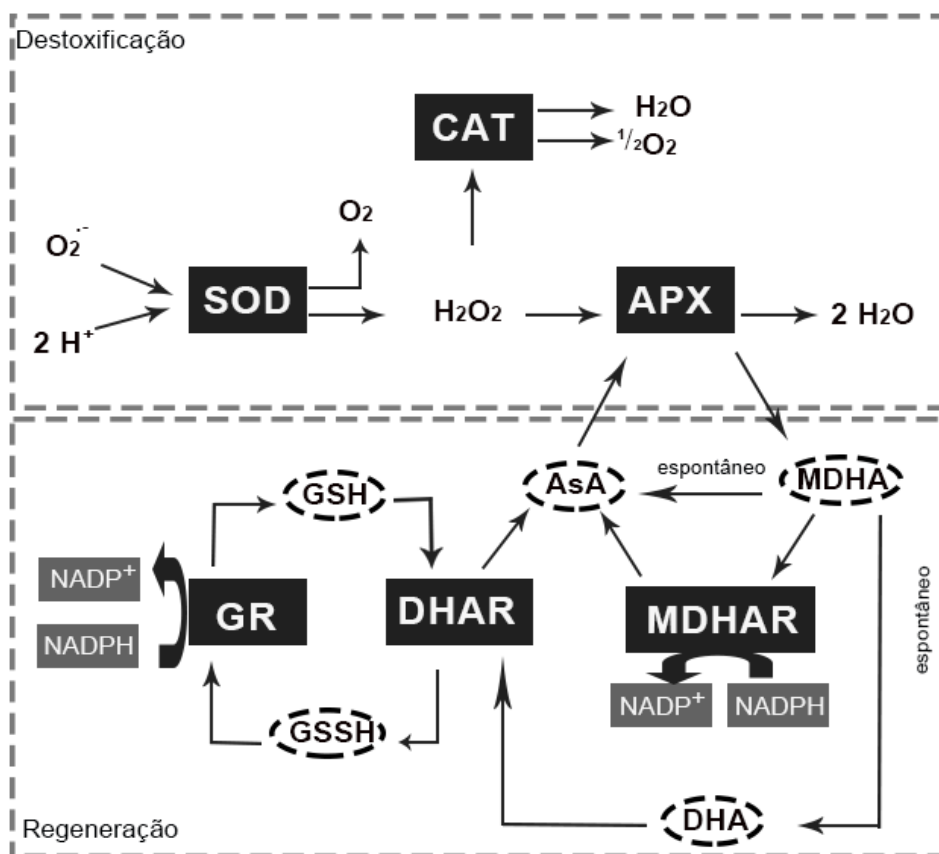 Destoxificação
CAT
H2O
1/2O2
O2
O2.-
SOD
H2O2
APX
2 H2O
2 H+
GSH
AsA
espontâneo
MDHA
NADP+
GR
DHAR
MDHAR
NADPH
espontâneo
NADP+
NADPH
GSSH
DHA
Regeneração